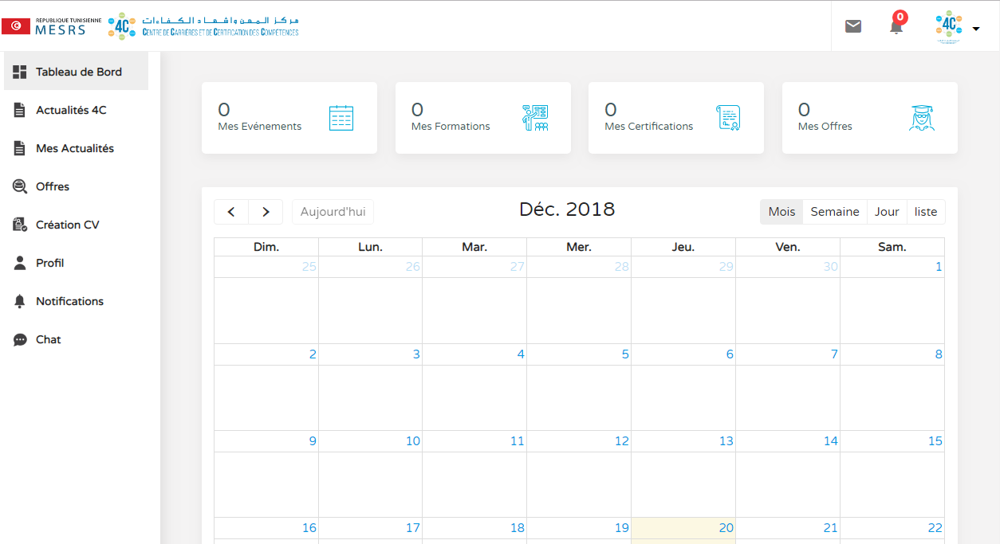 REPUBLIQUE TUNISIENNE
MESRS
4C
مركز المهن واشهاد الكفاءات
CENTRE DE CARRIÈRES ET DE CERTIFICATION DES COMPÉTENCES
0
4C
Tableau de Bord
Actualités 4C
Mes Actualités
Offres
Création CV
Profil
Notifications
Chat
0
Mes Evénements
0
Mes Formations
0
Mes Certifications
0
Mes Offres
Aujourd'hui
Déc. 2018
Mois Semaine Jour liste
Dim. Lun. Mar. Mer. Jeu. Ven. Sam.
25 26 27 28 29 30 1
2 3 4 5 6 7 8
9 10 11 12 13 14 15
16 17 18 19 20 21 22